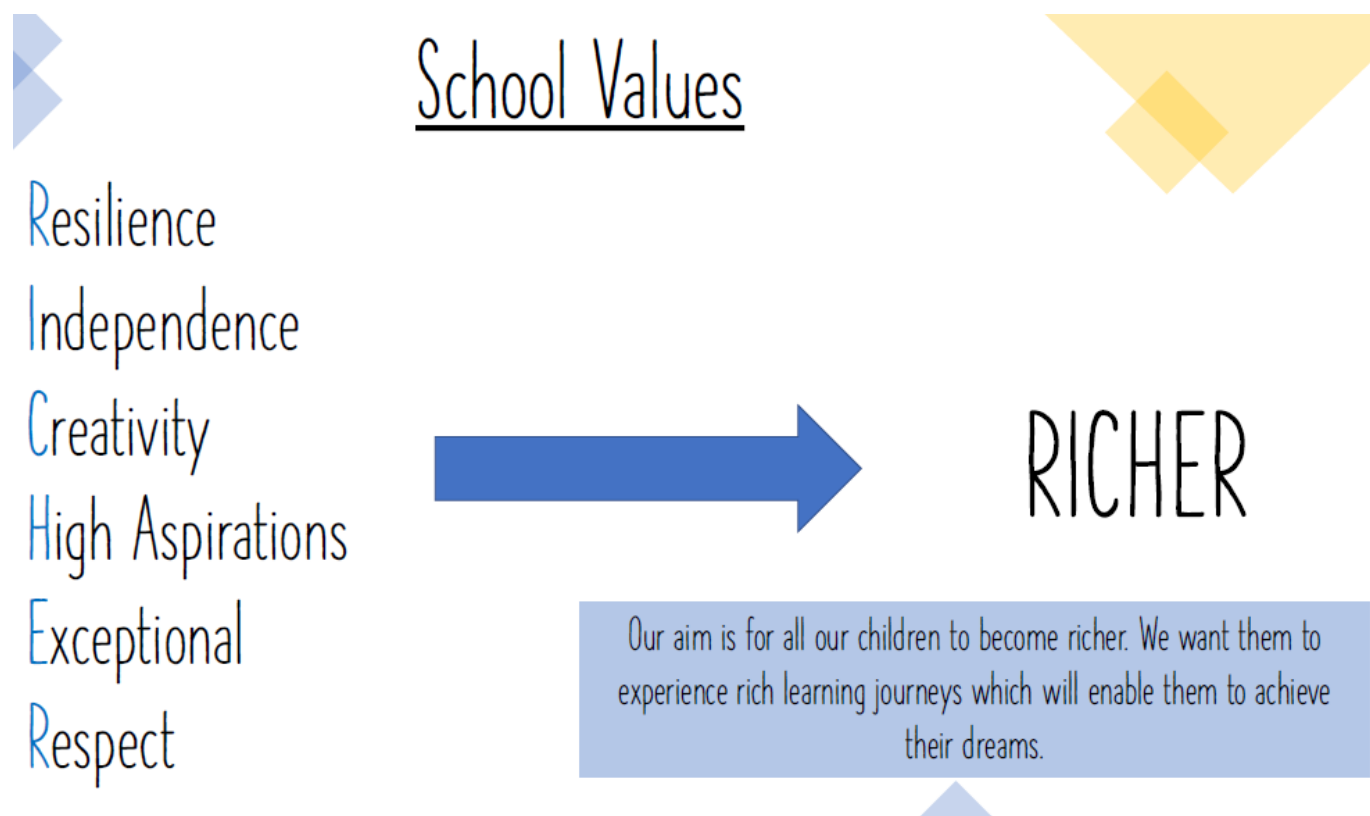 School Values
Resilience
Independence
Creativity
High Aspirations
Exceptional
Respect
RICHER
Our aim is for all our children to become richer. We want them to
experience rich learning journeys which will enable them to achieve
their dreams.